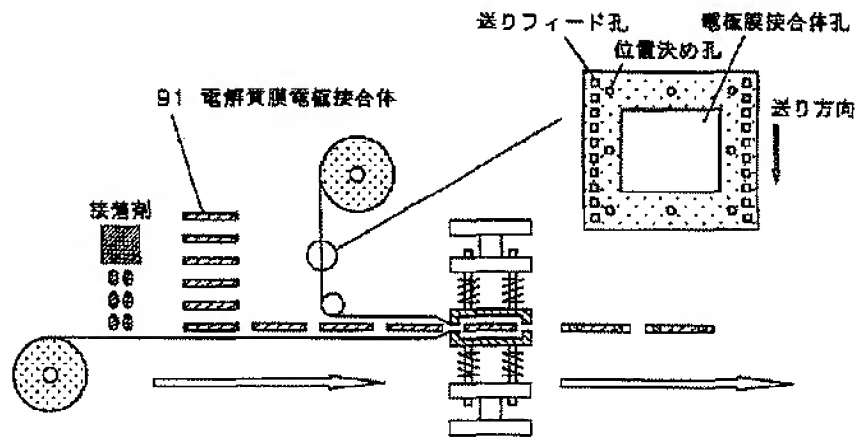 送りフィード孔
電極膜接合体孔
位置決め孔
91 電解質膜電極接合体
送り方向
接着剤